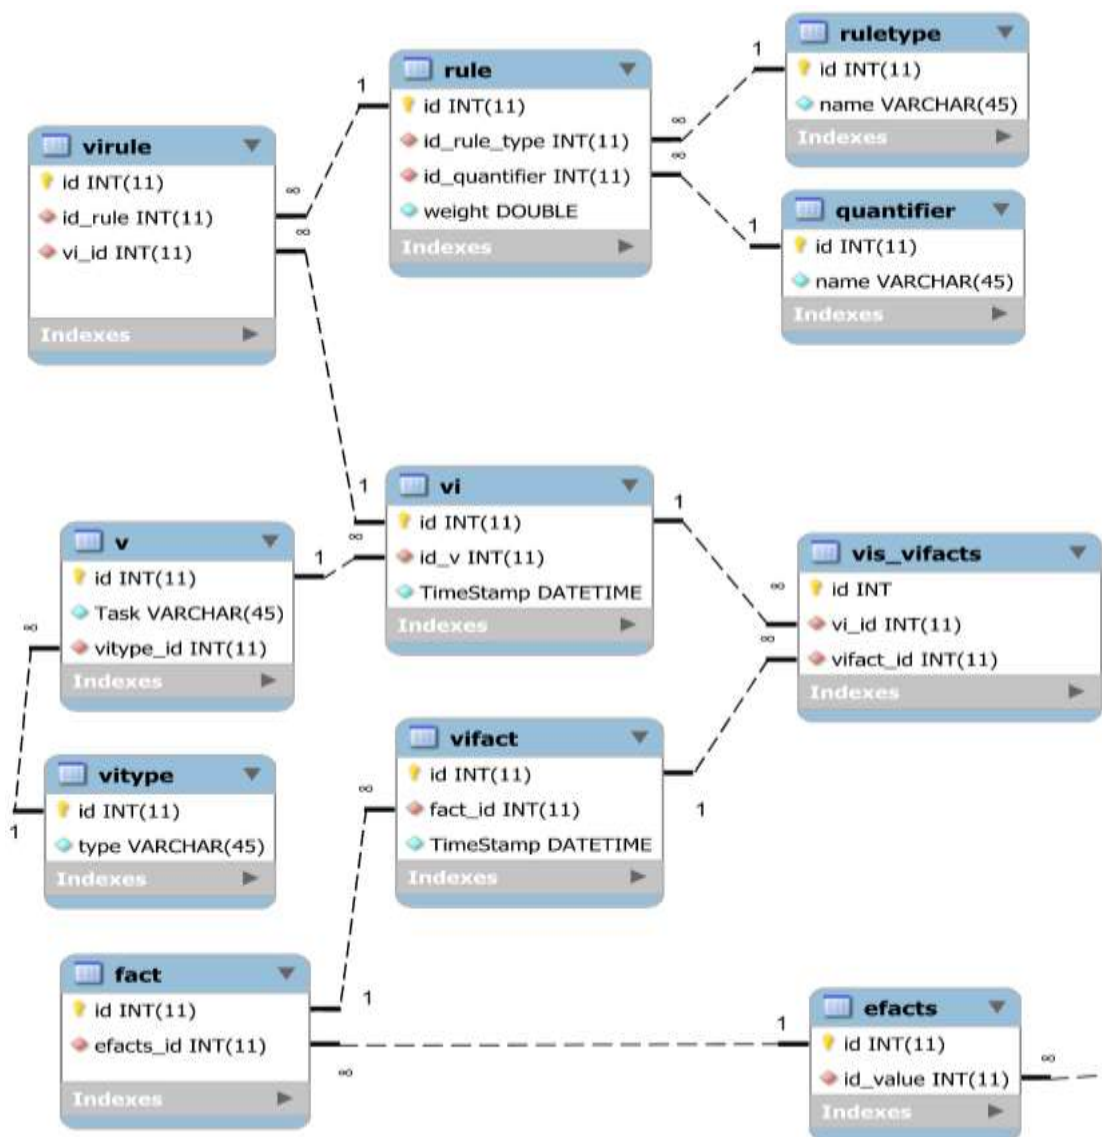 ruletype
id INT(11)
name VARCHAR(45)
Indexes
1
rule
id INT(11)
id_rule_type INT(11)
id_quantifier INT(11)
weight DOUBLE
Indexes
1
∞
∞
quantifier
id INT(11)
name VARCHAR(45)
Indexes
1
virule
id INT(11)
id_rule INT(11)
vi_id INT(11)
Indexes
∞
∞
vi
id INT(11)
id_v INT(11)
TimeStamp DATETIME
Indexes
1
∞
1
v
id INT(11)
Task VARCHAR(45)
vitype_id INT(11)
Indexes
1
∞
vis_vifacts
id INT
vi_id INT(11)
vifact_id INT(11)
Indexes
∞
∞
vifact
id INT(11)
fact_id INT(11)
TimeStamp DATETIME
Indexes
∞
1
vitype
id INT(11)
type VARCHAR(45)
Indexes
1
fact
id INT(11)
efacts_id INT(11)
Indexes
1
∞
efacts
id INT(11)
id_value INT(11)
Indexes
1
∞